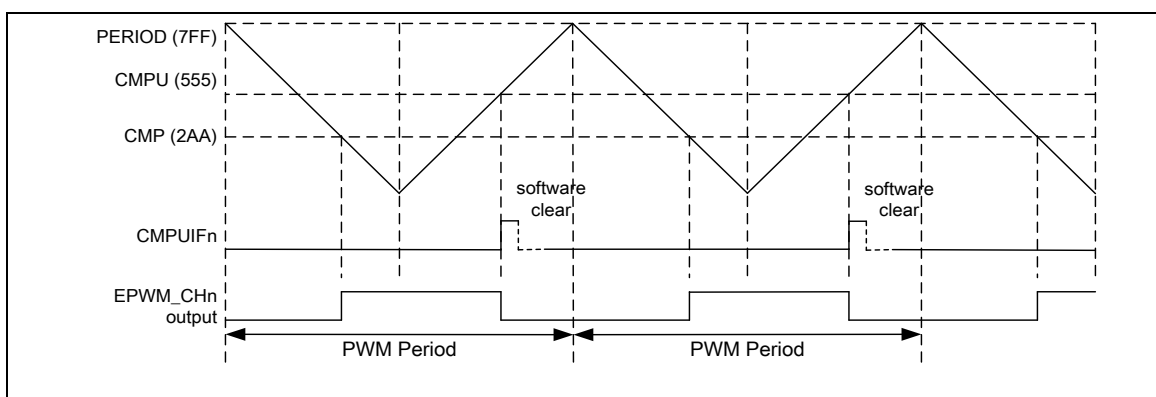 PERIOD (7FF)
CMPU (555)
CMP (2AA)
software
clear
software
clear
CMPUIFn
EPWM_CHn
output
PWM Period
PWM Period